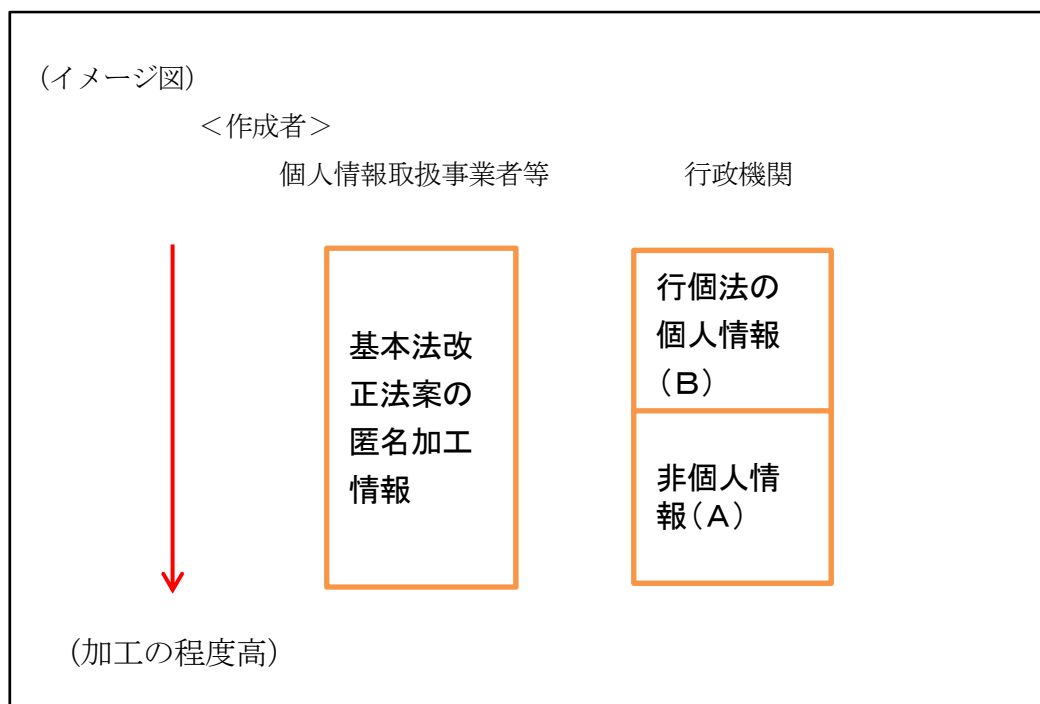 (イメージ図)
＜作成者＞
個人情報取扱事業者等　行政機関
基本法改
正法案の
匿名加工
情報
行個法の
個人情報
（Ｂ）
非個人情
報（Ａ）
(加工の程度高)